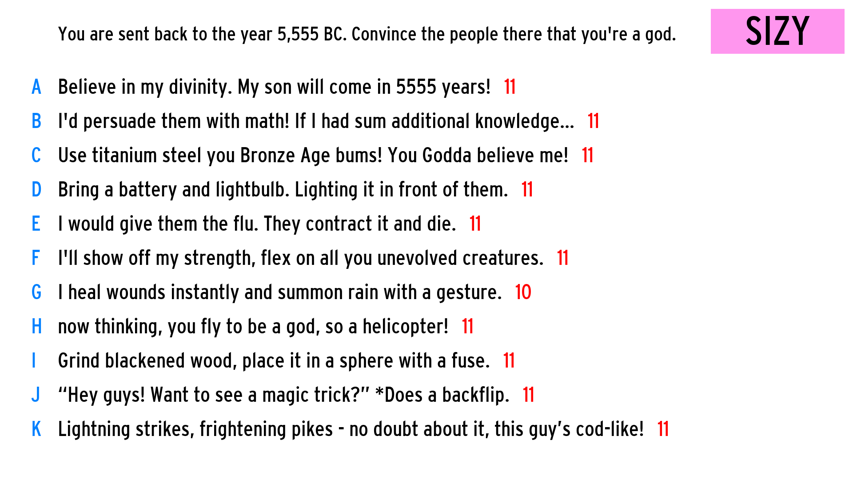 You are sent back to the year 5,555 BC. Convince the people there that you're a god.
SIZY
A Believe in my divinity. My son will come in 5555 years! 11
B I'd persuade them with math! If I had sum additional knowledge... 11
C Use titanium steel you Bronze Age bums! You Godda believe me! 11
D Bring a battery and lightbulb. Lighting it in front of them. 11
E I would give them the flu. They contract it and die. 11
F I'll show off my strength, flex on all you unevolved creatures. 11
G I heal wounds instantly and summon rain with a gesture. 10
H now thinking, you fly to be a god, so a helicopter! 11
I Grind blackened wood, place it in a sphere with a fuse. 11
J “Hey guys! Want to see a magic trick?” *Does a backflip. 11
K Lightning strikes, frightening pikes - no doubt about it, this guy’s cod-like! 11